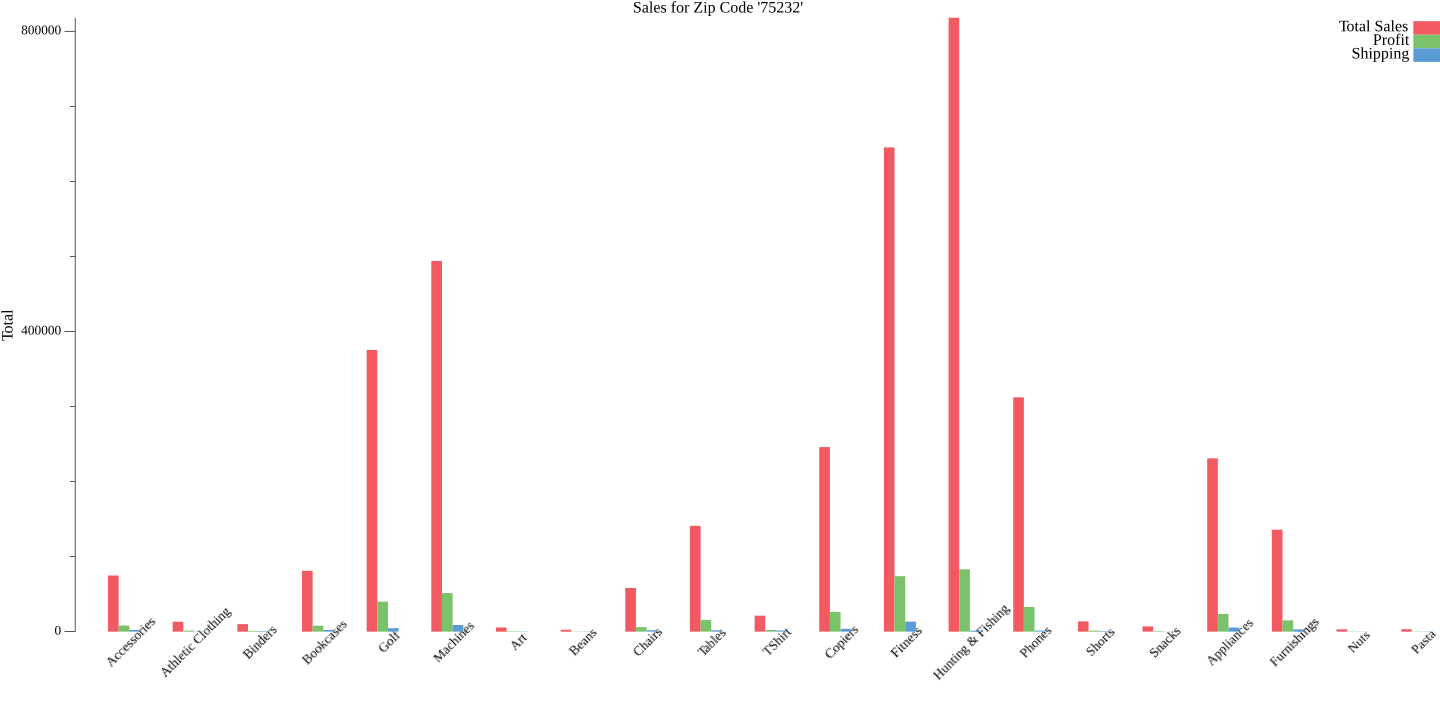 Sales for Zip Code '75232'
800000
400000
0
Total
Total Sales
Profit
Shipping
Accessories
Athletic Clothing
Binders
Bookcases
Golf
Machines
Art
Beans
Chairs
Tables
TShirt
Copiers
Fitness
Hunting & Fishing
Phones
Shorts
Snacks
Appliances
Furnishings
Nuts
Pasta